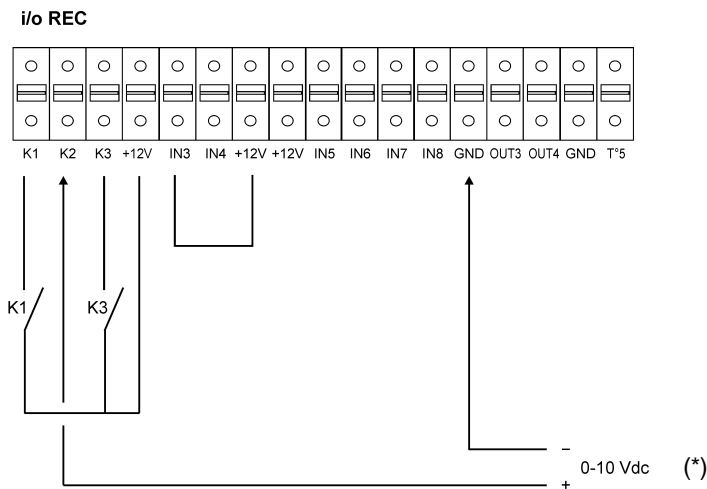 i/o REC
K1 K2 K3 +12V IN3 IN4 +12V +12V IN5 IN6 IN7 IN8 GND OUT3 OUT4 GND T°5
K1 K3
−
0-10 Vdc (*)
+